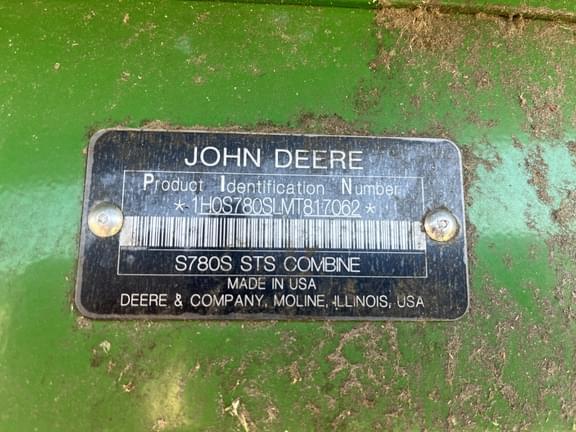 JOHN DEERE
Product Identification Number
*1H0S780SLMT817062*
S780S STS COMBINE
MADE IN USA
DEERE & COMPANY, MOLINE, ILLINOIS, USA